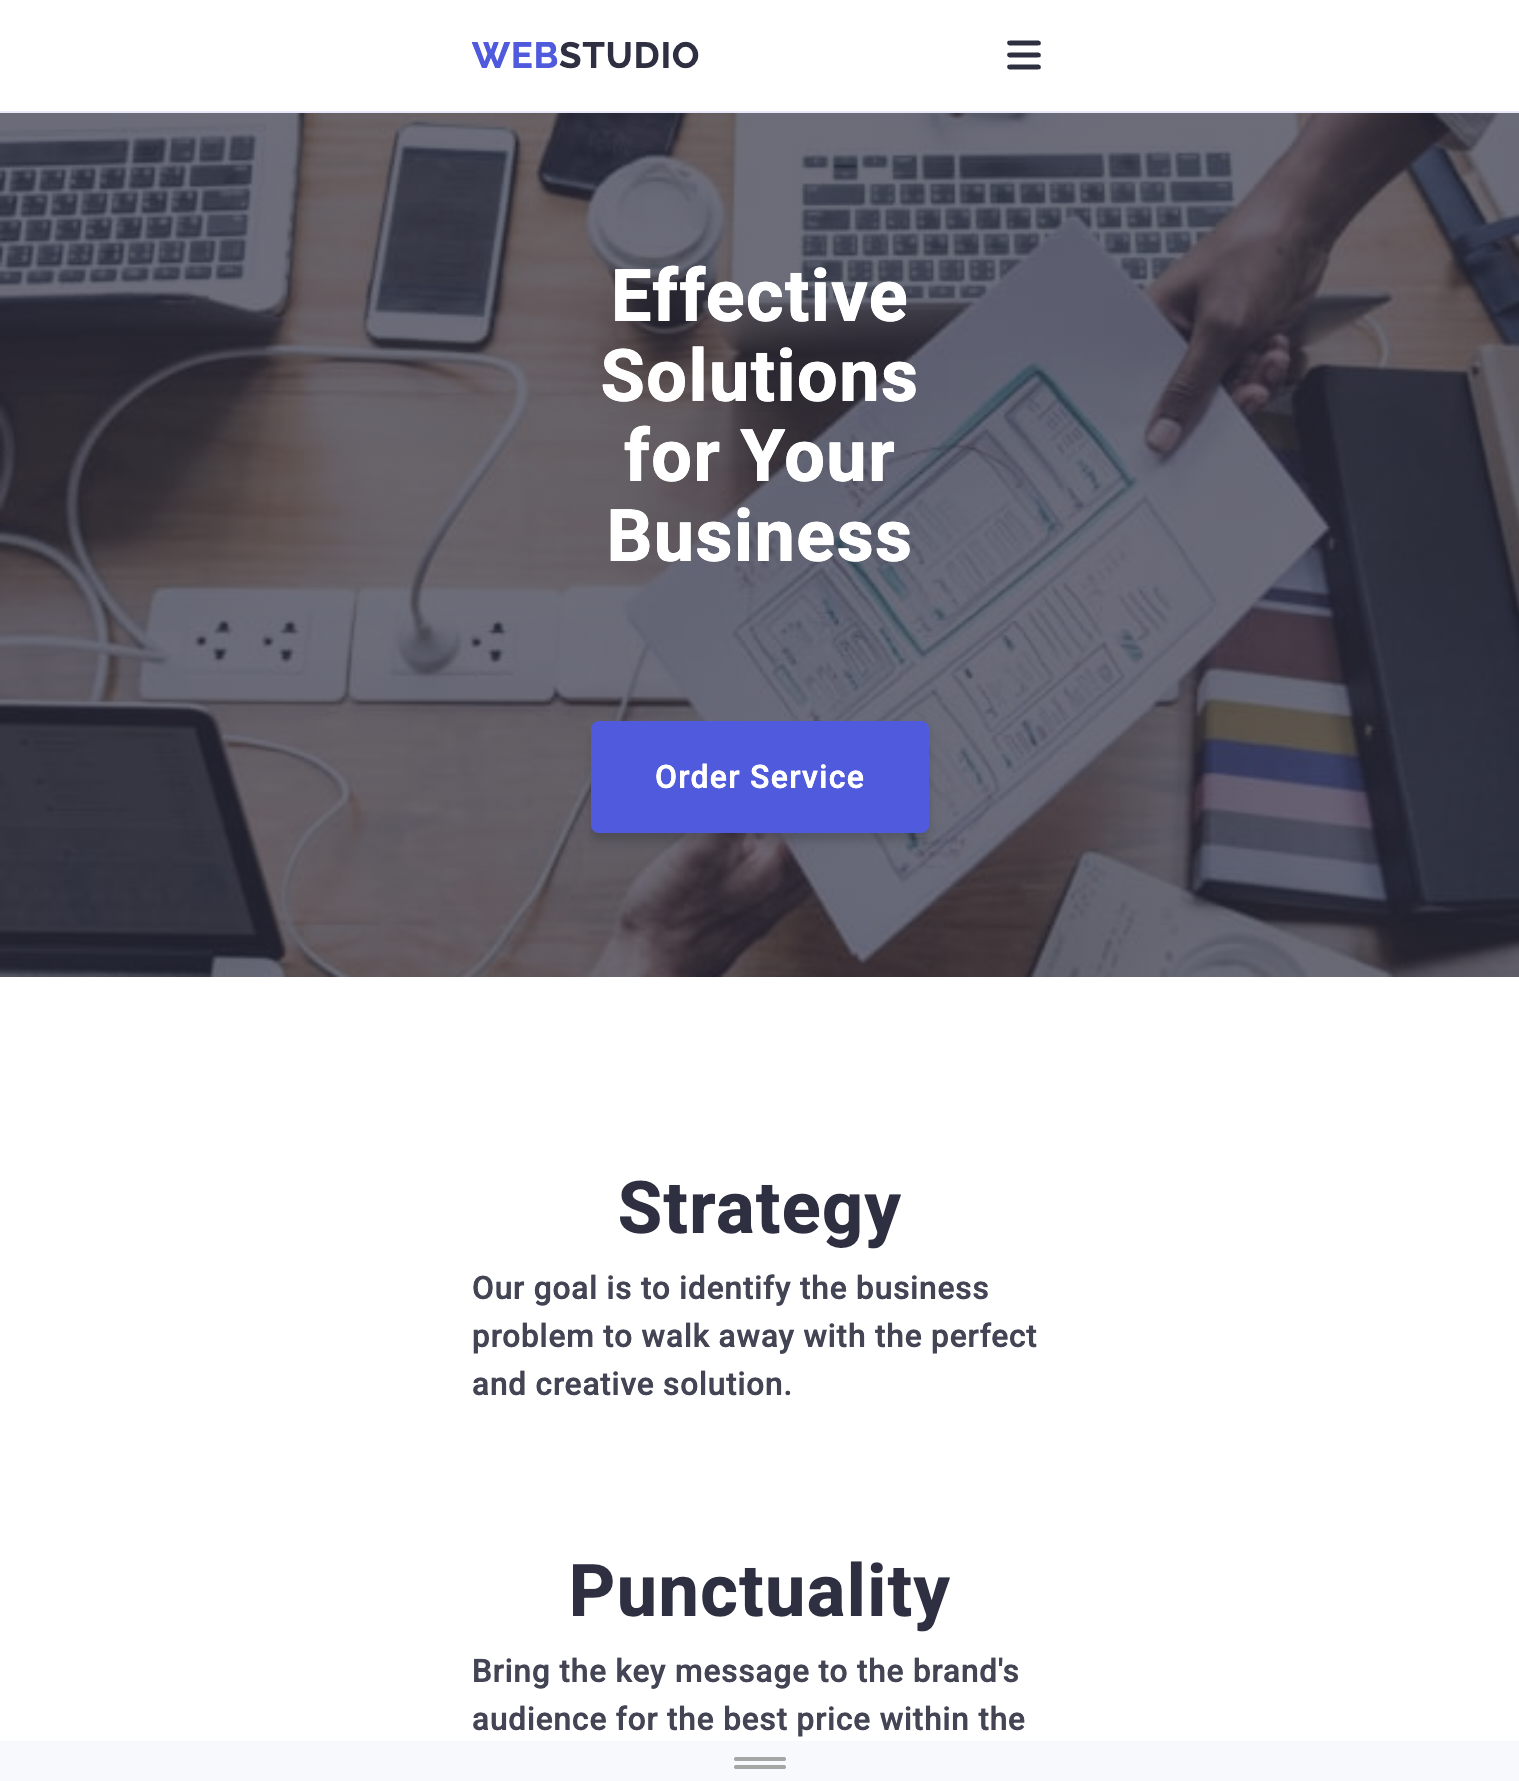 WEBSTUDIO
Effective
Solutions
for Your
Business
Order Service
Strategy
Our goal is to identify the business
problem to walk away with the perfect
and creative solution.
Punctuality
Bring the key message to the brand's
audience for the best price within the